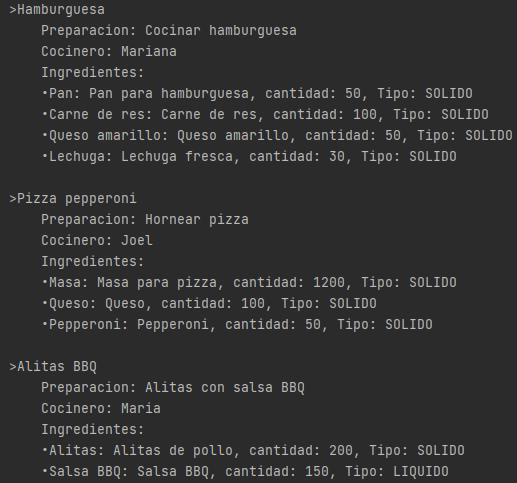 >Hamburguesa
Preparacion: Cocinar hamburguesa
Cocinero: Mariana
Ingredientes:
•Pan: Pan para hamburguesa, cantidad: 50, Tipo: SOLIDO
•Carne de res: Carne de res, cantidad: 100, Tipo: SOLIDO
•Queso amarillo: Queso amarillo, cantidad: 50, Tipo: SOLIDO
•Lechuga: Lechuga fresca, cantidad: 30, Tipo: SOLIDO
>Pizza pepperoni
Preparacion: Hornear pizza
Cocinero: Joel
Ingredientes:
•Masa: Masa para pizza, cantidad: 1200, Tipo: SOLIDO
•Queso: Queso, cantidad: 100, Tipo: SOLIDO
•Pepperoni: Pepperoni, cantidad: 50, Tipo: SOLIDO
>Alitas BBQ
Preparacion: Alitas con salsa BBQ
Cocinero: Maria
Ingredientes:
•Alitas: Alitas de pollo, cantidad: 200, Tipo: SOLIDO
•Salsa BBQ: Salsa BBQ, cantidad: 150, Tipo: LIQUIDO